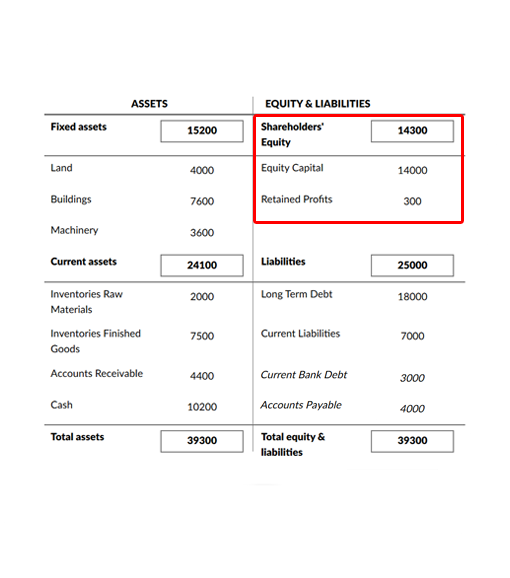 ASSETS
EQUITY & LIABILITIES
Fixed assets 15200
Shareholders' Equity 14300
Land 4000
Equity Capital 14000
Buildings 7600
Retained Profits 300
Machinery 3600
Current assets 24100
Liabilities 25000
Inventories Raw
Materials 2000
Long Term Debt 18000
Inventories Finished
Goods 7500
Current Liabilities 7000
Accounts Receivable 4400
Current Bank Debt 3000
Cash 10200
Accounts Payable 4000
Total assets 39300
Total equity &
liabilities 39300